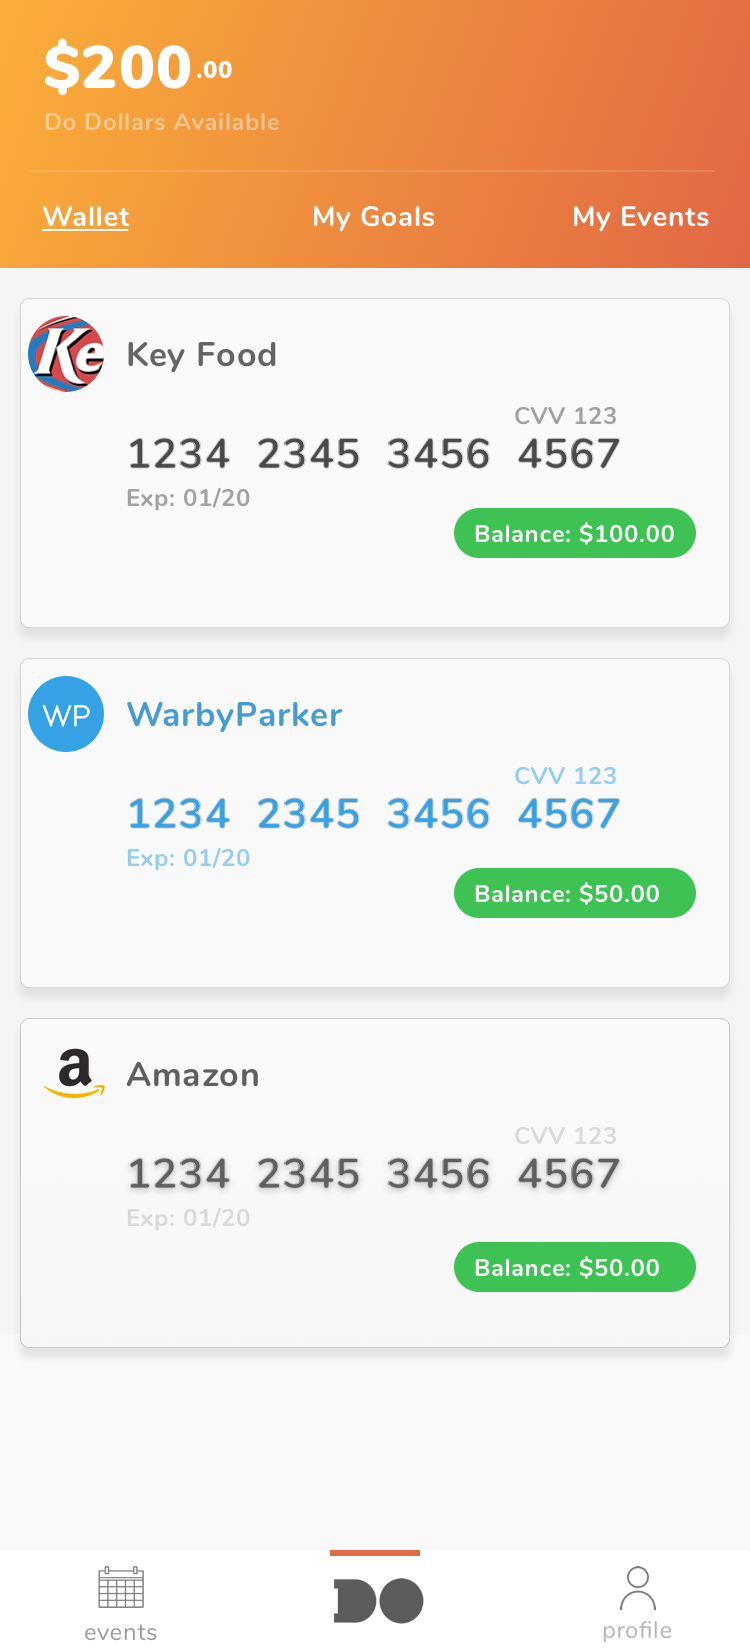 $200.00
Do Dollars Available
Wallet My Goals My Events
Ke Key Food
CVV 123
1234 2345 3456 4567
Exp: 01/20
Balance: $100.00
WP WarbyParker
CVV 123
1234 2345 3456 4567
Exp: 01/20
Balance: $50.00
a Amazon
CVV 123
1234 2345 3456 4567
Exp: 01/20
Balance: $50.00
DO
events profile